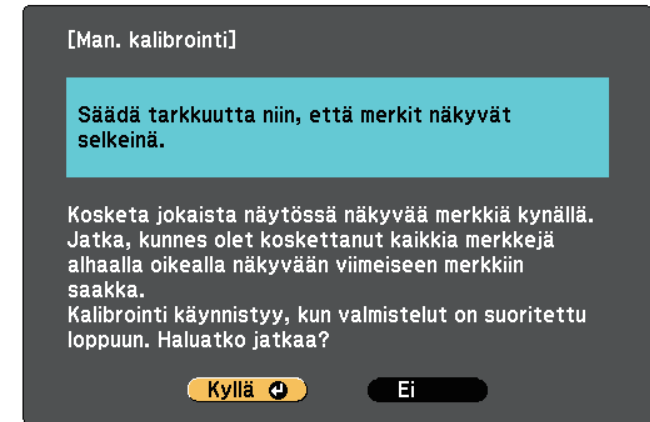 [Man. kalibrointi]
Säädä tarkkuutta niin, että merkit näkyvät
selkeinä.
Kosketa jokaista näytössä näkyvää merkkiä kynällä.
Jatka, kunnes olet koskettanut kaikkia merkkejä
alhaalla oikealla näkyvään viimeiseen merkkiin
saakka.
Kalibrointi käynnistyy, kun valmistelut on suoritettu
loppuun. Haluatko jatkaa?
Kyllä Ei